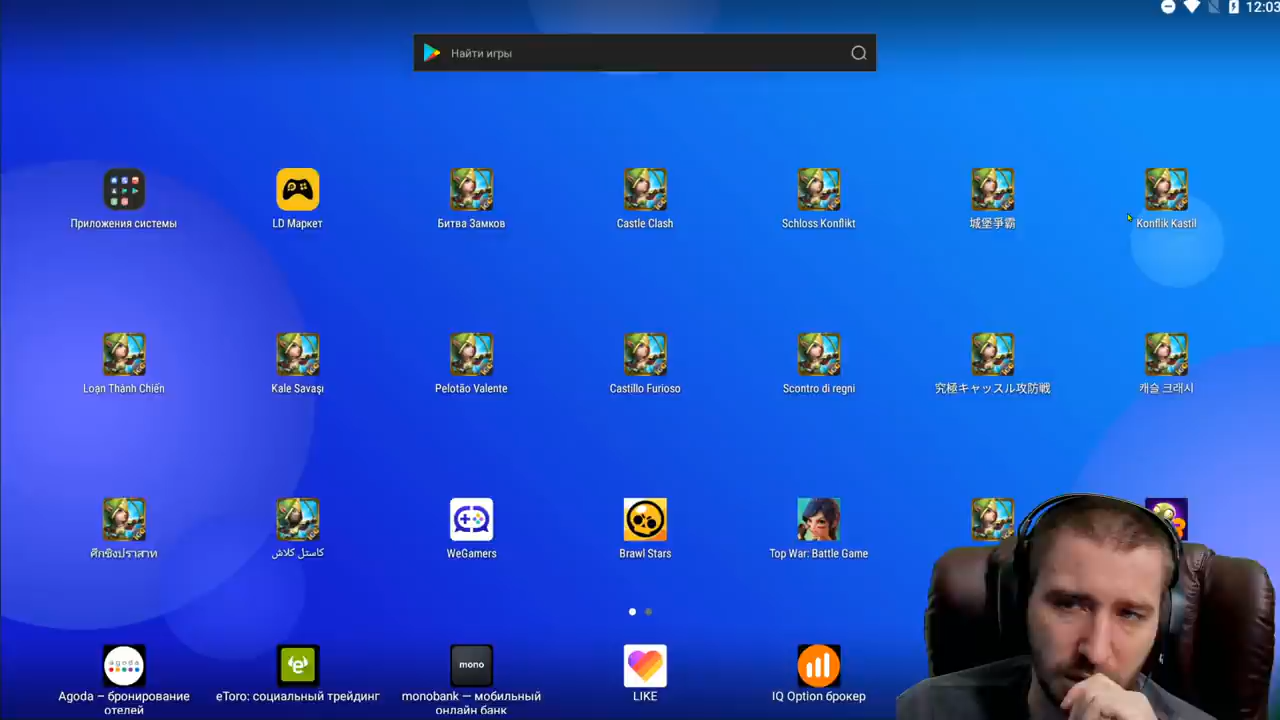 12:03
Найти игры
Приложения системы
LD Маркет
Битва Замков
Castle Clash
Schloss Konflikt
城堡爭霸
Konflik Kastil
Loạn Thành Chiến
Kale Savaşı
Pelotão Valente
Castillo Furioso
Scontro di regni
究極キャッスル攻防戦
캐슬 크래시
ศึกชิงปราสาท
كاستل كلاش
WeGamers
Brawl Stars
Top War: Battle Game
agoda
mono
Agoda – бронирование
отелей
eToro: социальный трейдинг
monobank — мобильный
онлайн банк
LIKE
IQ Option брокер